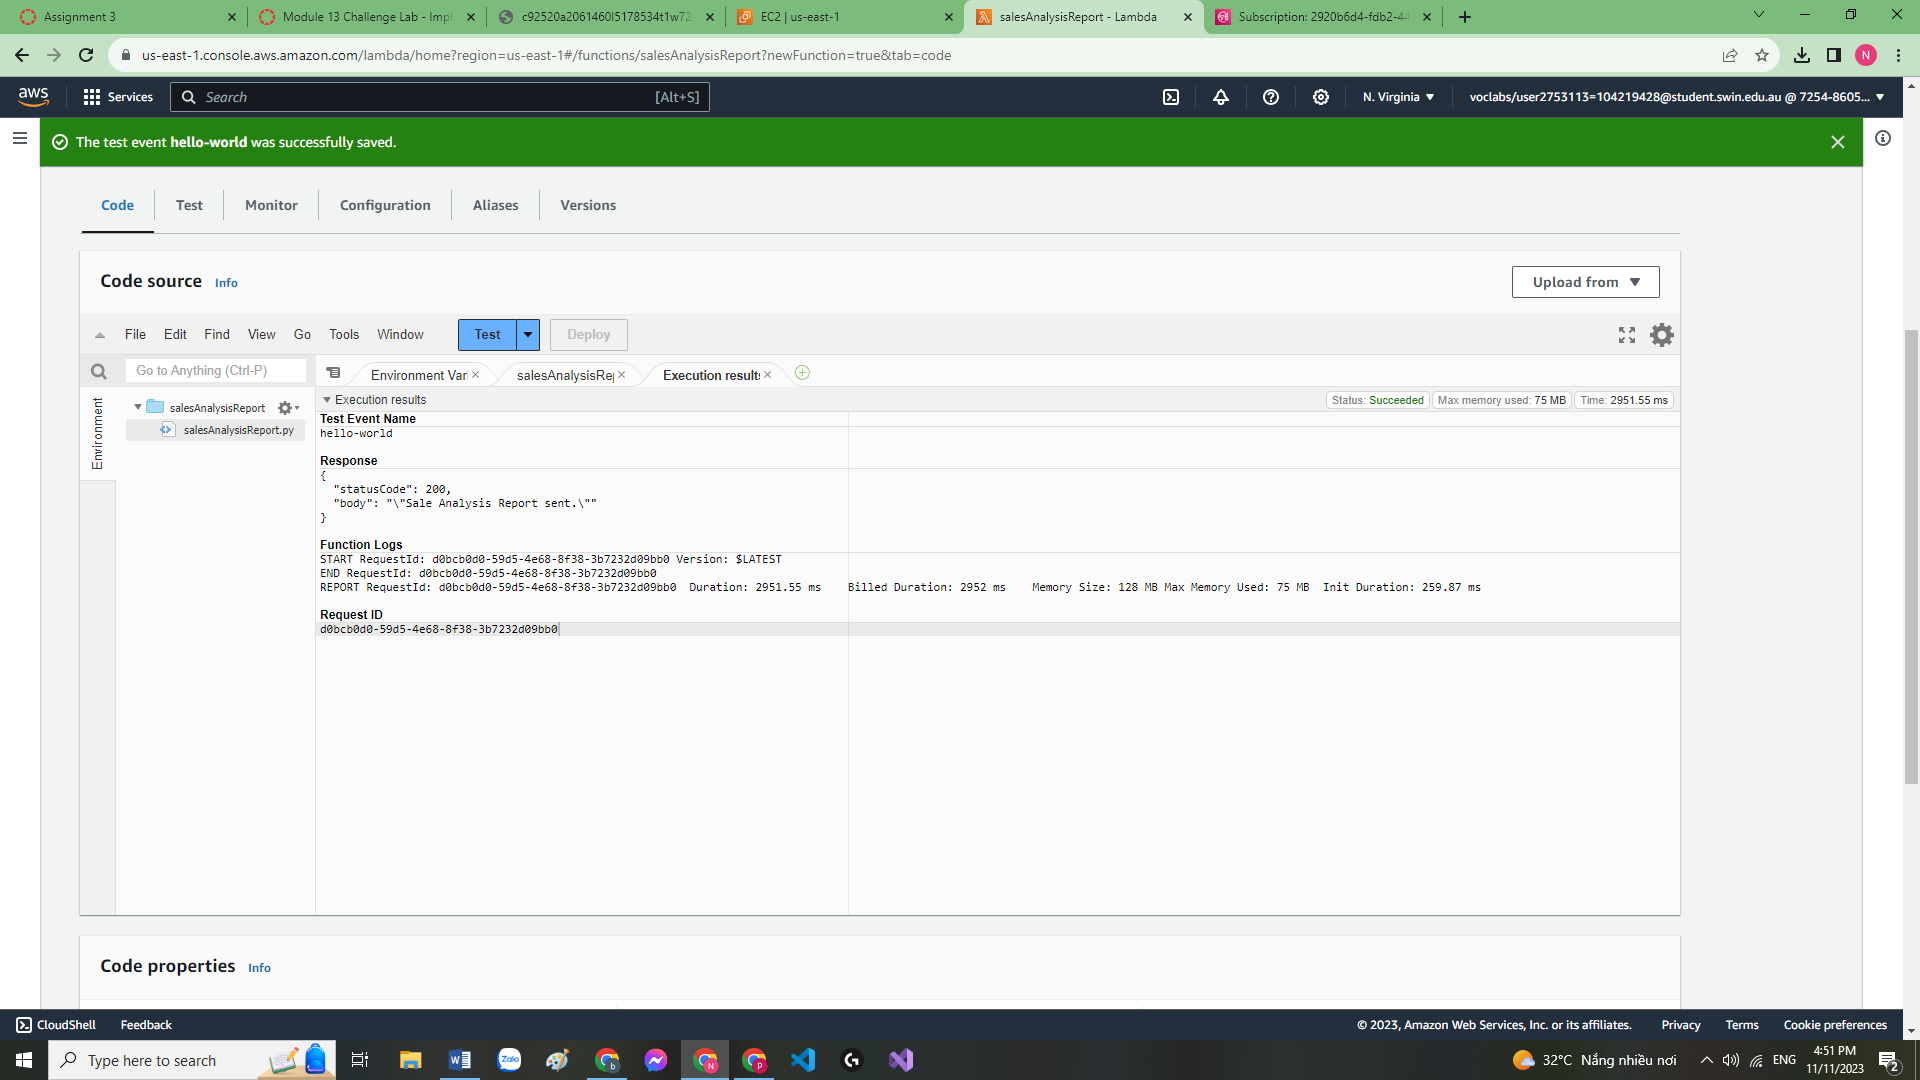 Assignment 3
Module 13 Challenge Lab - Impl
c92520a2061460l5178534t1w72
EC2 | us-east-1
salesAnalysisReport - Lambda
Subscription: 2920b6d4-fdb2-44
us-east-1.console.aws.amazon.com/lambda/home?region=us-east-1#/functions/salesAnalysisReport?newFunction=true&tab=code
N
aws
Services
Search
[Alt+S]
N. Virginia
voclabs/user2753113=104219428@student.swin.edu.au @ 7254-8605...
The test event hello-world was successfully saved.
Code
Test
Monitor
Configuration
Aliases
Versions
Code source
Info
Upload from
File
Edit
Find
View
Go
Tools
Window
Test
Deploy
Go to Anything (Ctrl-P)
Environment Var
salesAnalysisRep
Execution results
Environment
salesAnalysisReport
salesAnalysisReport.py
Execution results
Status: Succeeded
Max memory used: 75 MB
Time: 2951.55 ms
Test Event Name
hello-world
Response
{
"statusCode": 200,
"body": "\"Sale Analysis Report sent.\""
}
Function Logs
START RequestId: d0bcb0d0-59d5-4e68-8f38-3b7232d09bb0 Version: $LATEST
END RequestId: d0bcb0d0-59d5-4e68-8f38-3b7232d09bb0
REPORT RequestId: d0bcb0d0-59d5-4e68-8f38-3b7232d09bb0 Duration: 2951.55 ms Billed Duration: 2952 ms Memory Size: 128 MB Max Memory Used: 75 MB Init Duration: 259.87 ms
Request ID
d0bcb0d0-59d5-4e68-8f38-3b7232d09bb0
Code properties
Info
CloudShell
Feedback
© 2023, Amazon Web Services, Inc. or its affiliates.
Privacy
Terms
Cookie preferences
Type here to search
Zalo
b
N
P
32°C Nắng nhiều nơi
ENG
4:51 PM
11/11/2023
2